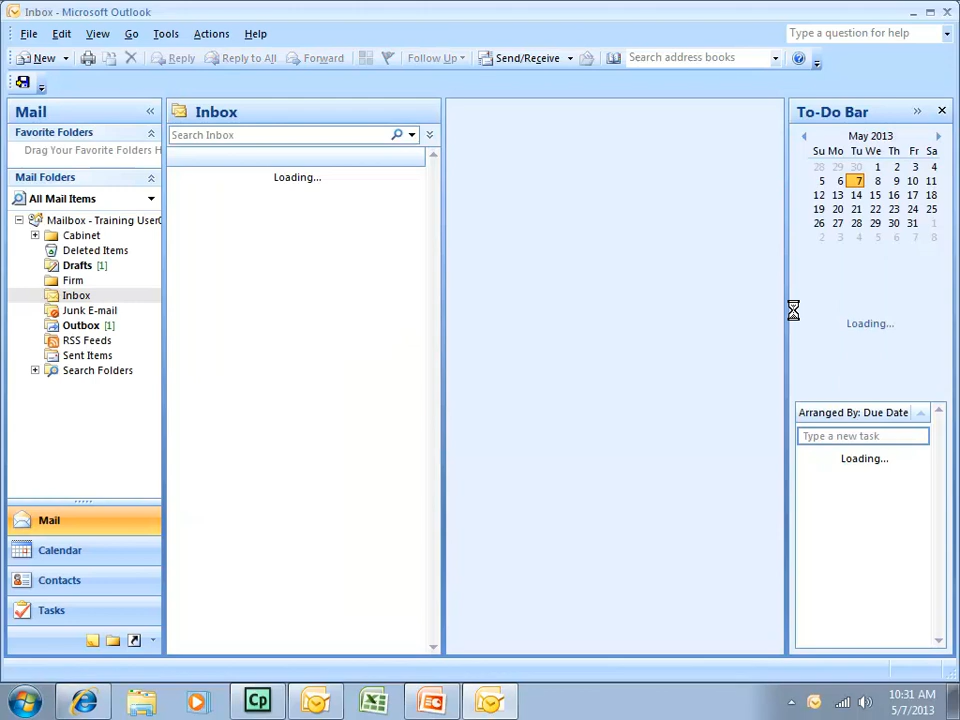 Inbox - Microsoft Outlook
File Edit View Go Tools Actions Help
Type a question for help
New Reply Reply to All Forward Follow Up Send/Receive Search address books
Mail
Favorite Folders
Drag Your Favorite Folders H
Mail Folders
All Mail Items
Mailbox - Training User
Cabinet
Deleted Items
Drafts [1]
Firm
Inbox
Junk E-mail
Outbox [1]
RSS Feeds
Sent Items
Search Folders
Mail
Calendar
Contacts
Tasks
Inbox
Search Inbox
Loading...
To-Do Bar
May 2013
Su Mo Tu We Th Fr Sa
28 29 30 1 2 3 4
5 6 7 8 9 10 11
12 13 14 15 16 17 18
19 20 21 22 23 24 25
26 27 28 29 30 31 1
2 3 4 5 6 7 8
Loading...
Arranged By: Due Date
Type a new task
Loading...
Cp
10:31 AM
5/7/2013